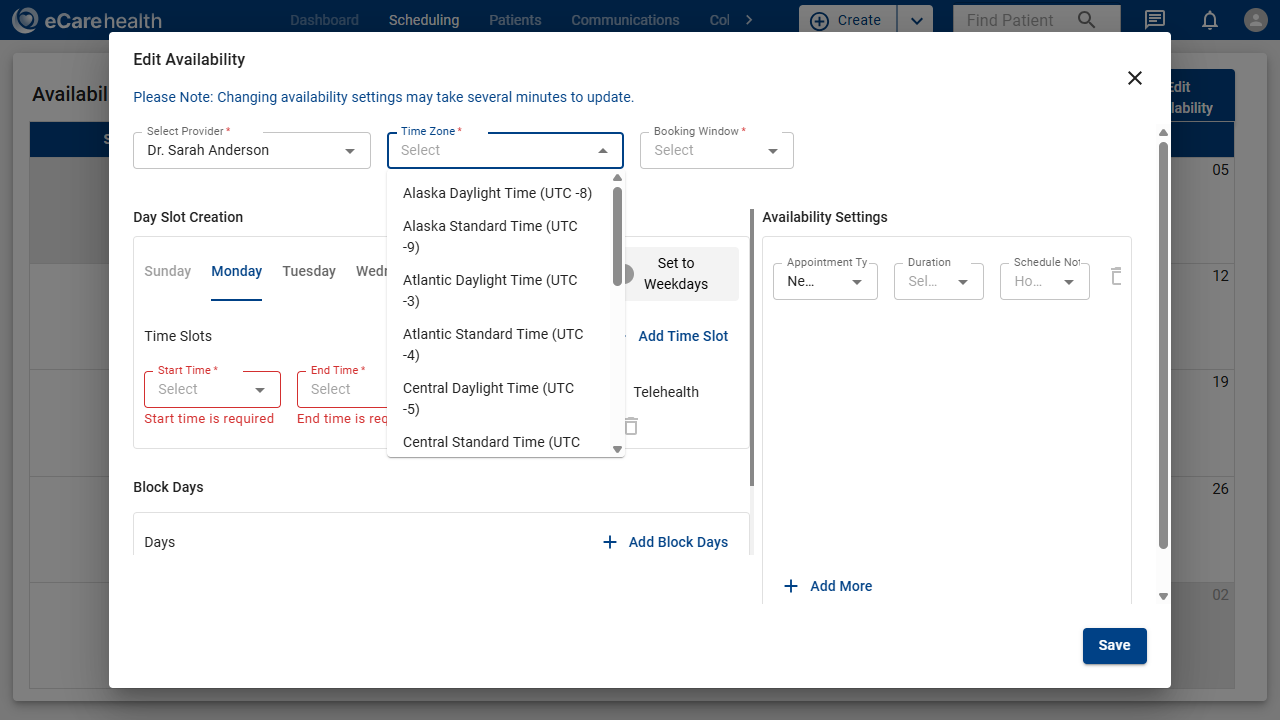 eCarehealth
Dashboard
Scheduling
Patients
Communications
Col
Create
Find Patient
Edit Availability
Please Note: Changing availability settings may take several minutes to update.
Availabil
Edit
lability
S
Select Provider *
Dr. Sarah Anderson
Time Zone *
Select
Booking Window *
Select
Alaska Daylight Time (UTC -8)
Alaska Standard Time (UTC
-9)
Atlantic Daylight Time (UTC
-3)
Atlantic Standard Time (UTC
-4)
Central Daylight Time (UTC
-5)
Central Standard Time (UTC
05
12
19
26
02
Day Slot Creation
Sunday
Monday
Tuesday
Wedn
Set to
Weekdays
Time Slots
Add Time Slot
Start Time *
Select
Start time is required
End Time *
Select
End time is req
Telehealth
Block Days
Days
Add Block Days
Availability Settings
Appointment Ty
Ne...
Duration
Sel...
Schedule Not
Ho...
Add More
Save